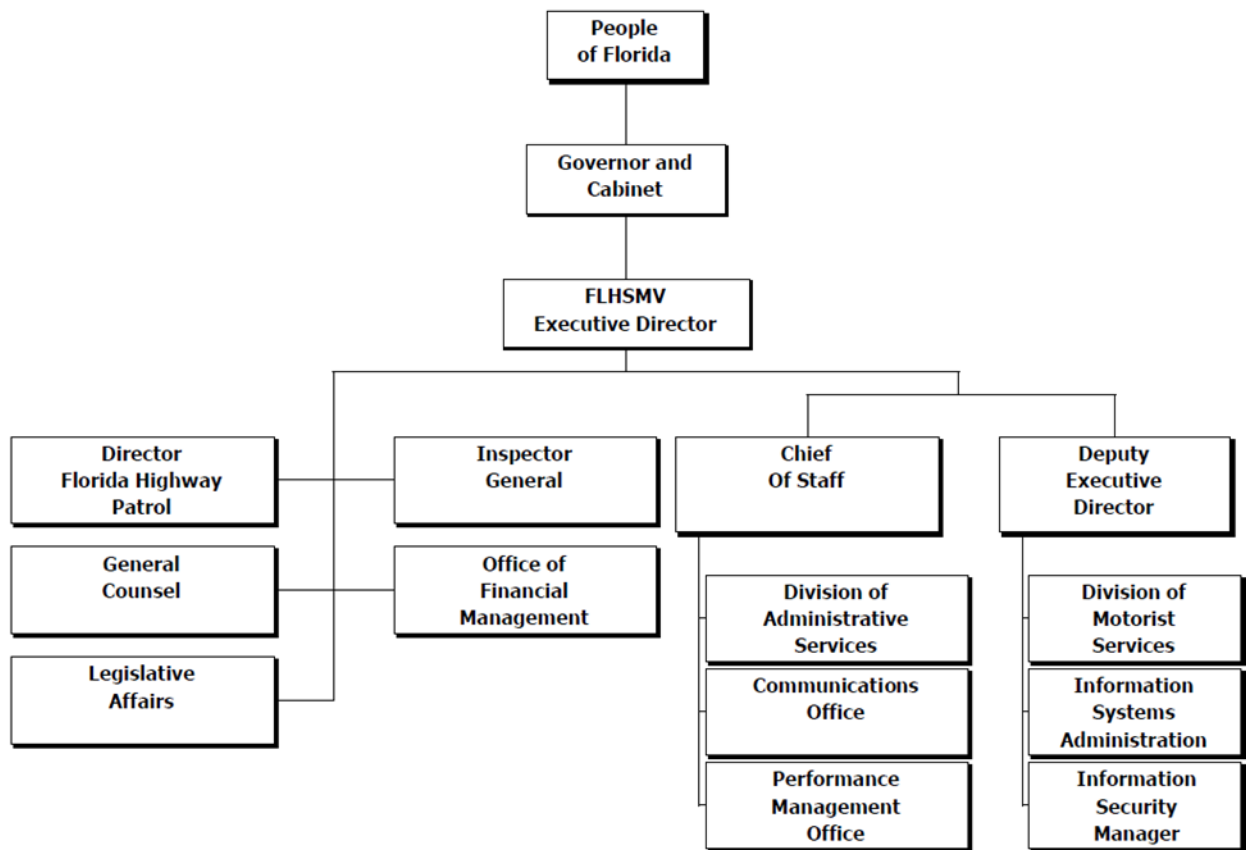 People
of Florida
Governor and
Cabinet
FLHSMV
Executive Director
Director
Florida Highway
Patrol
Inspector
General
Chief
Of Staff
Deputy
Executive
Director
General
Counsel
Office of
Financial
Management
Legislative
Affairs
Division of
Administrative
Services
Communications
Office
Performance
Management
Office
Division of
Motorist
Services
Information
Systems
Administration
Information
Security
Manager